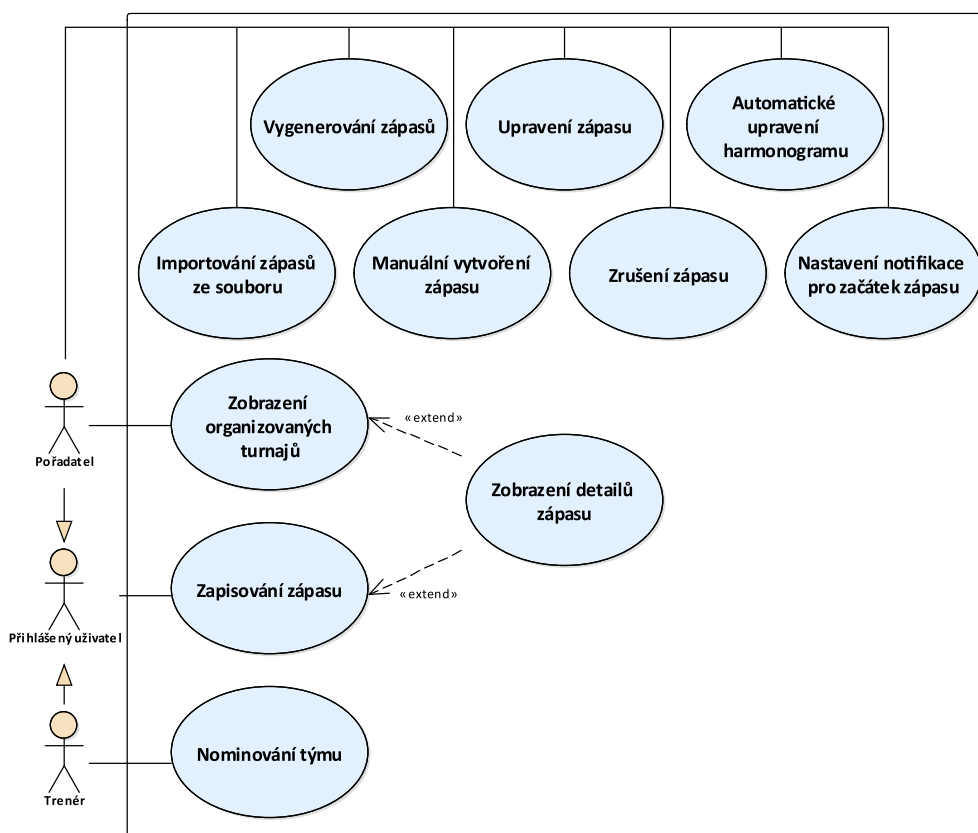 Vygenerování zápasů
Upravení zápasu
Automatické
upravení
harmonogramu
Importování zápasů
ze souboru
Manuální vytvoření
zápasu
Zrušení zápasu
Nastavení notifikace
pro začátek zápasu
Pořadatel
Zobrazení
organizovaných
turnajů
«extend»
Zobrazení detailů
zápasu
Přihlášený uživatel
Zapisování zápasu
«extend»
Trenér
Nominování týmu